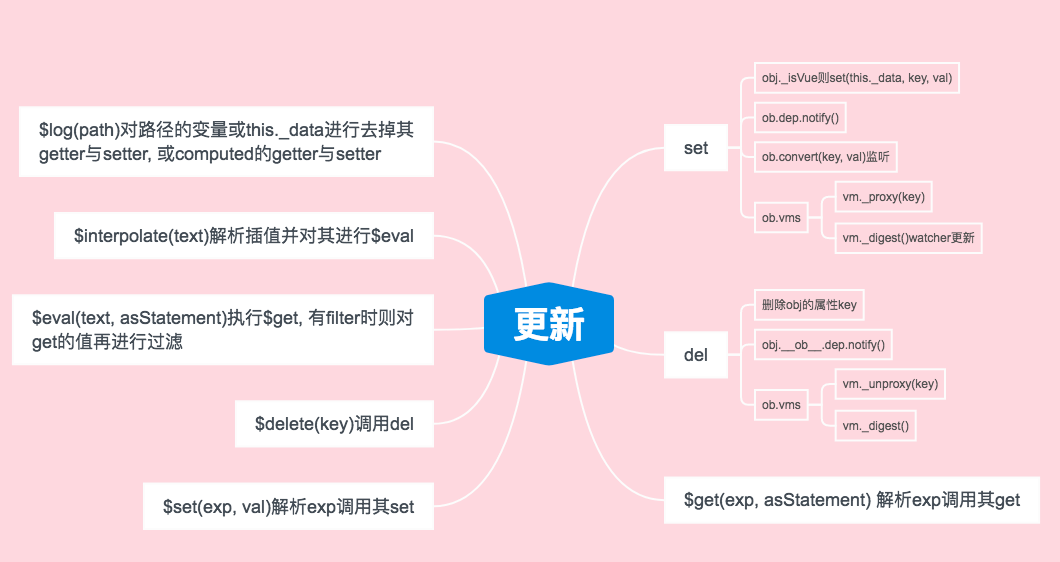 $log(path)对路径的变量或this._data进行去掉其
getter与setter, 或computed的getter与setter
$interpolate(text)解析插值并对其进行$eval
$eval(text, asStatement)执行$get, 有filter时则对
get的值再进行过滤
$delete(key)调用del
$set(exp, val)解析exp调用其set
更新
set
obj._isVue则set(this._data, key, val)
ob.dep.notify()
ob.convert(key, val)监听
ob.vms
vm._proxy(key)
vm._digest()watcher更新
del
删除obj的属性key
obj.__ob__.dep.notify()
ob.vms
vm._unproxy(key)
vm._digest()
$get(exp, asStatement) 解析exp调用其get